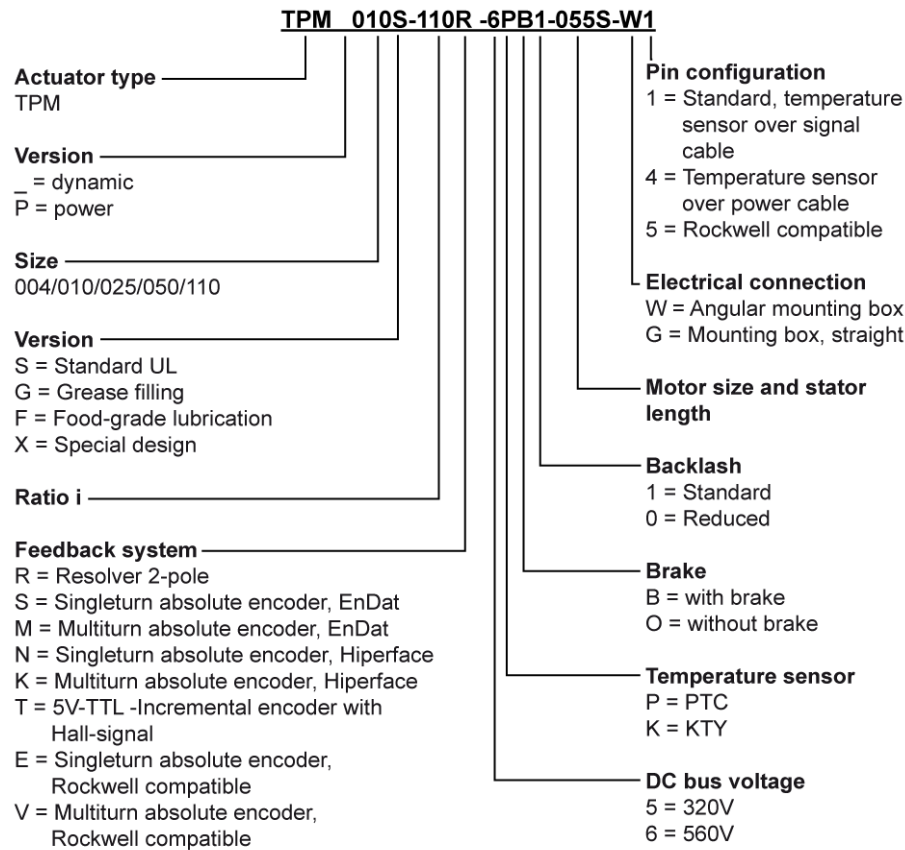 TPM 010S-110R -6PB1-055S-W1
Actuator type
TPM
Version
_ = dynamic
P = power
Size
004/010/025/050/110
Version
S = Standard UL
G = Grease filling
F = Food-grade lubrication
X = Special design
Ratio i
Feedback system
R = Resolver 2-pole
S = Singleturn absolute encoder, EnDat
M = Multiturn absolute encoder, EnDat
N = Singleturn absolute encoder, Hiperface
K = Multiturn absolute encoder, Hiperface
T = 5V-TTL -Incremental encoder with
Hall-signal
E = Singleturn absolute encoder,
Rockwell compatible
V = Multiturn absolute encoder,
Rockwell compatible
Pin configuration
1 = Standard, temperature
sensor over signal
cable
4 = Temperature sensor
over power cable
5 = Rockwell compatible
Electrical connection
W = Angular mounting box
G = Mounting box, straight
Motor size and stator
length
Backlash
1 = Standard
0 = Reduced
Brake
B = with brake
O = without brake
Temperature sensor
P = PTC
K = KTY
DC bus voltage
5 = 320V
6 = 560V